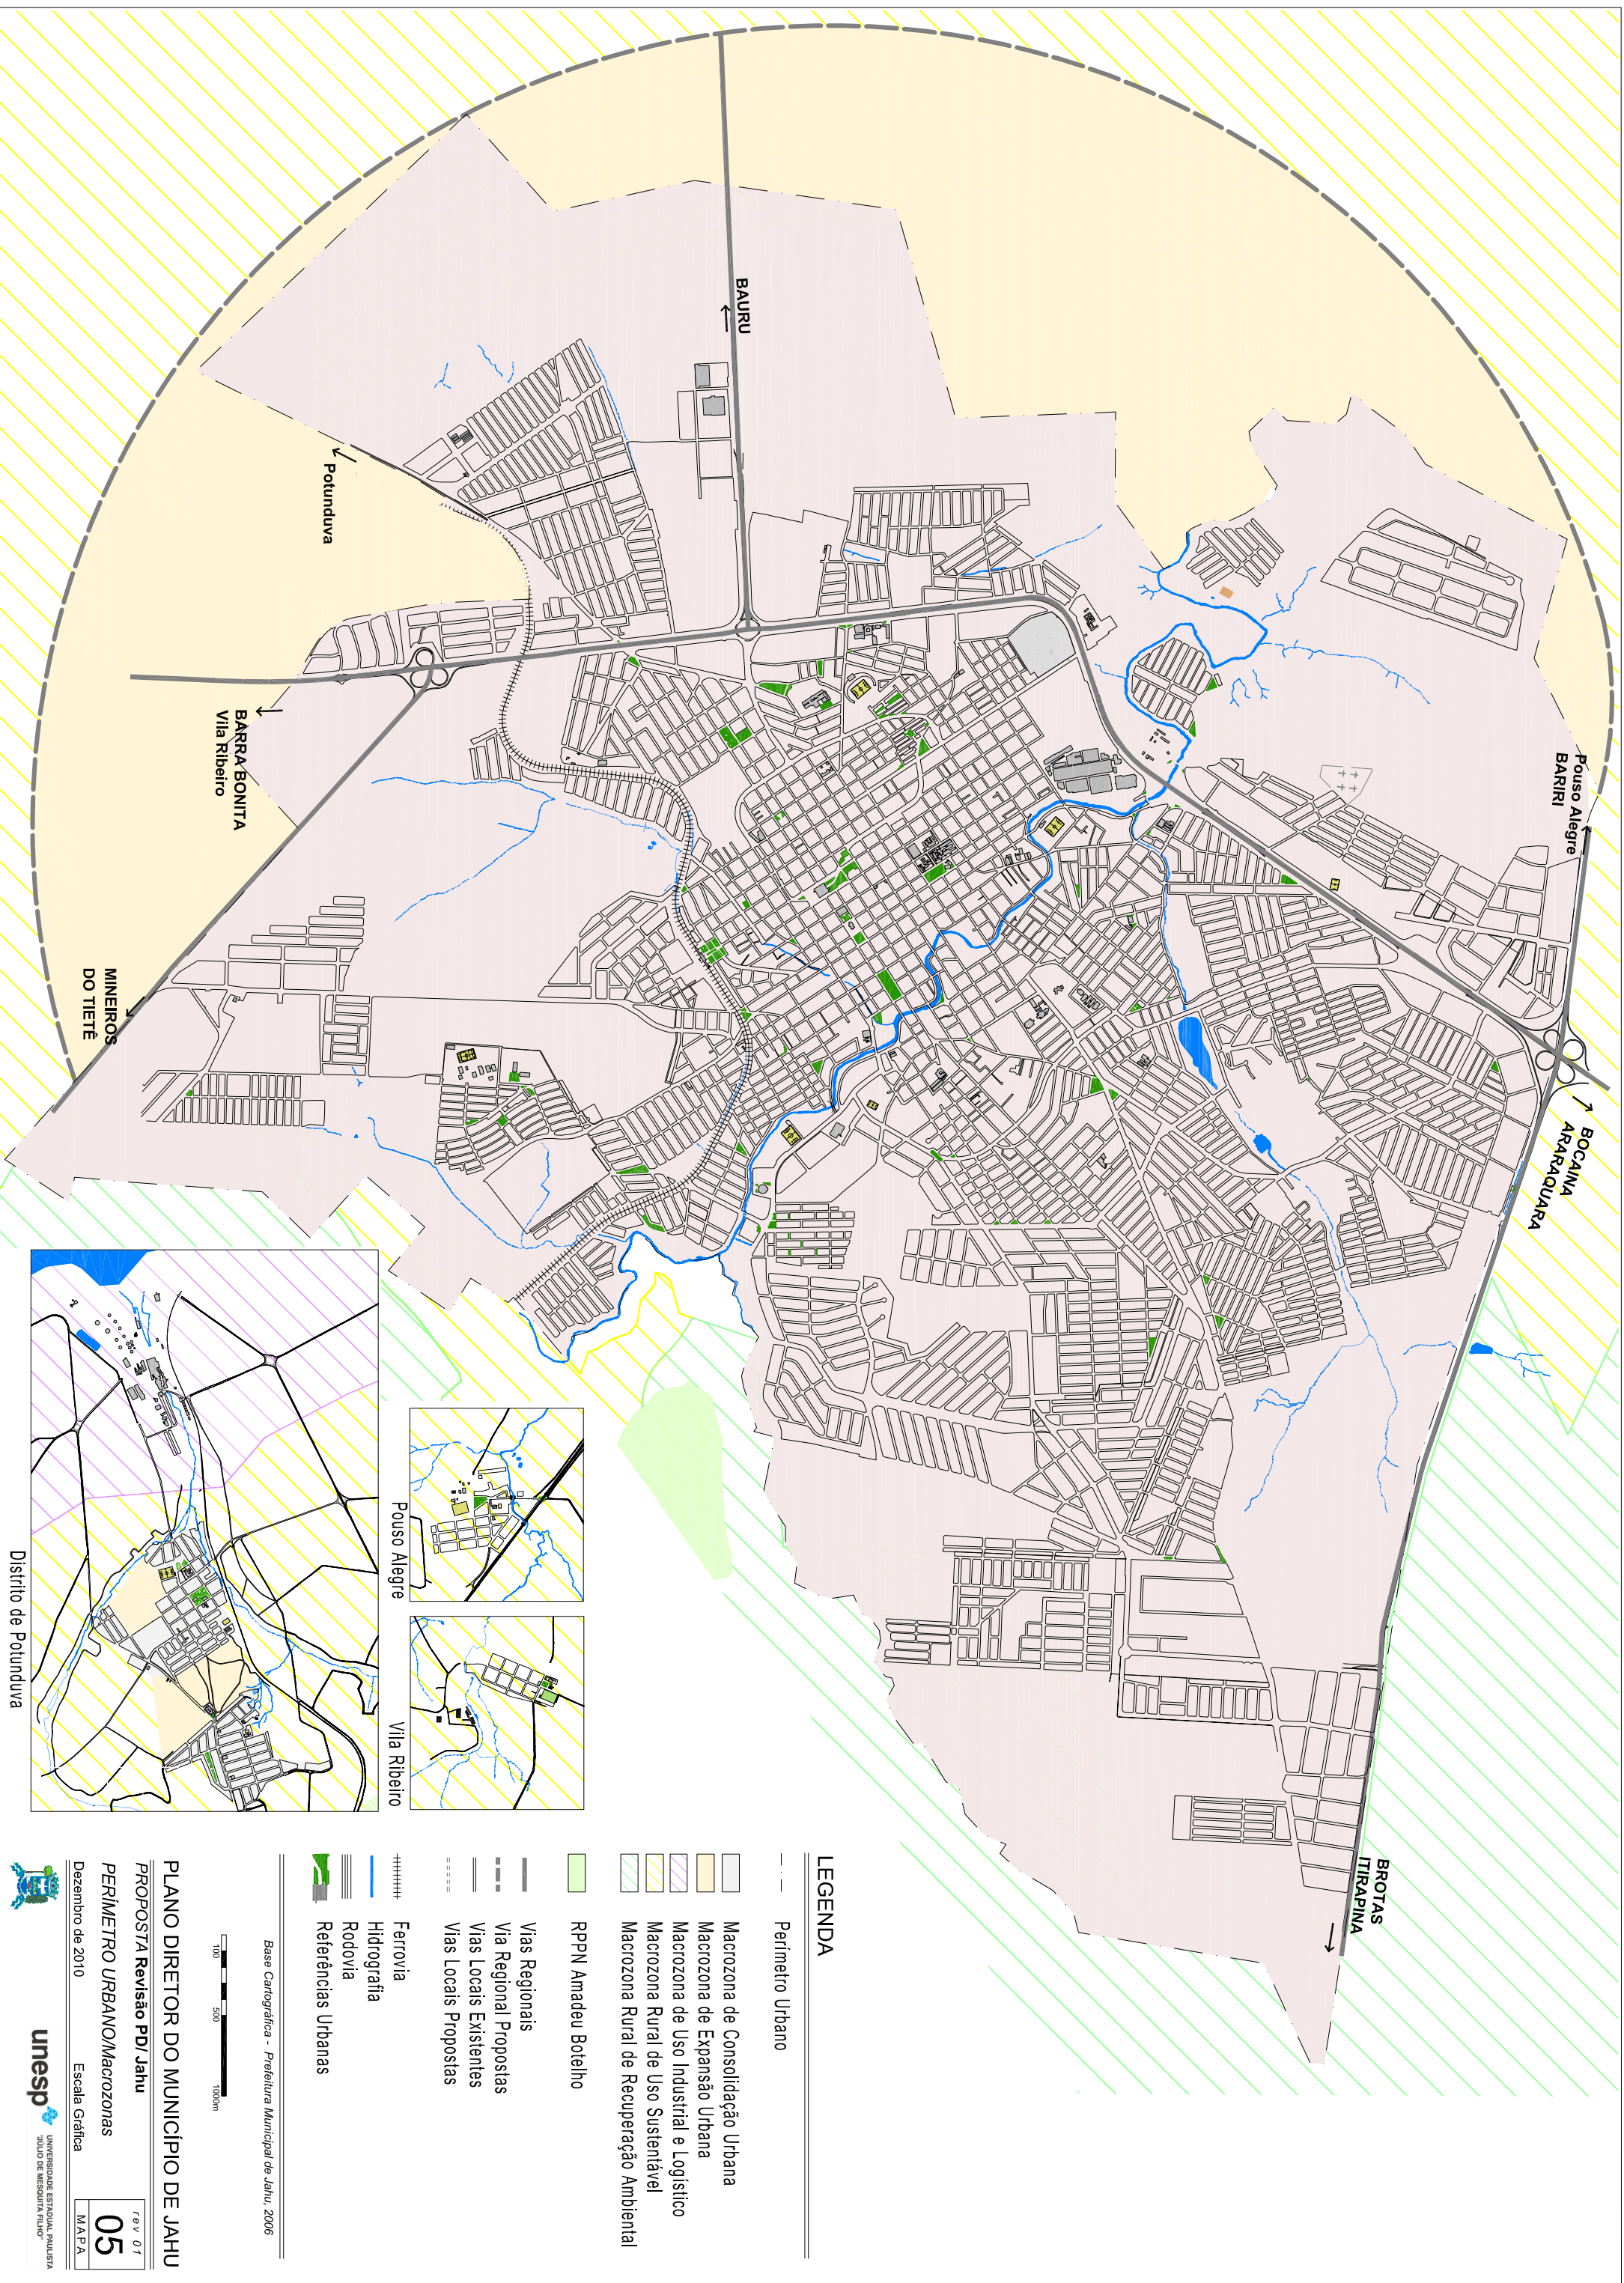 BAURU
Potunduva
BARRA BONITA
Vila Ribeiro
MINEIROS
DO TIETÊ
Pouso Alegre
BARIRI
BOCAINA
ARARAQUARA
BROTAS
ITIRAPINA
Distrito de Potunduva
Pouso Alegre
Vila Ribeiro
LEGENDA
Perímetro Urbano
Macrozona de Consolidação Urbana
Macrozona de Expansão Urbana
Macrozona de Uso Industrial e Logístico
Macrozona Rural de Uso Sustentável
Macrozona Rural de Recuperação Ambiental
RPPN Amadeu Botelho
Vias Regionais
Via Regional Propostas
Vias Locais Existentes
Vias Locais Propostas
Ferrovia
Hidrografia
Rodovia
Referências Urbanas
Base Cartográfica - Prefeitura Municipal de Jahu, 2006
100 500 1000m
PLANO DIRETOR DO MUNICÍPIO DE JAHU
PROPOSTA Revisão PD/ Jahu
PERÍMETRO URBANO/Macrozonas
Dezembro de 2010 Escala Gráfica
rev 01
05
MAPA
unesp
UNIVERSIDADE ESTADUAL PAULISTA
"JÚLIO DE MESQUITA FILHO"